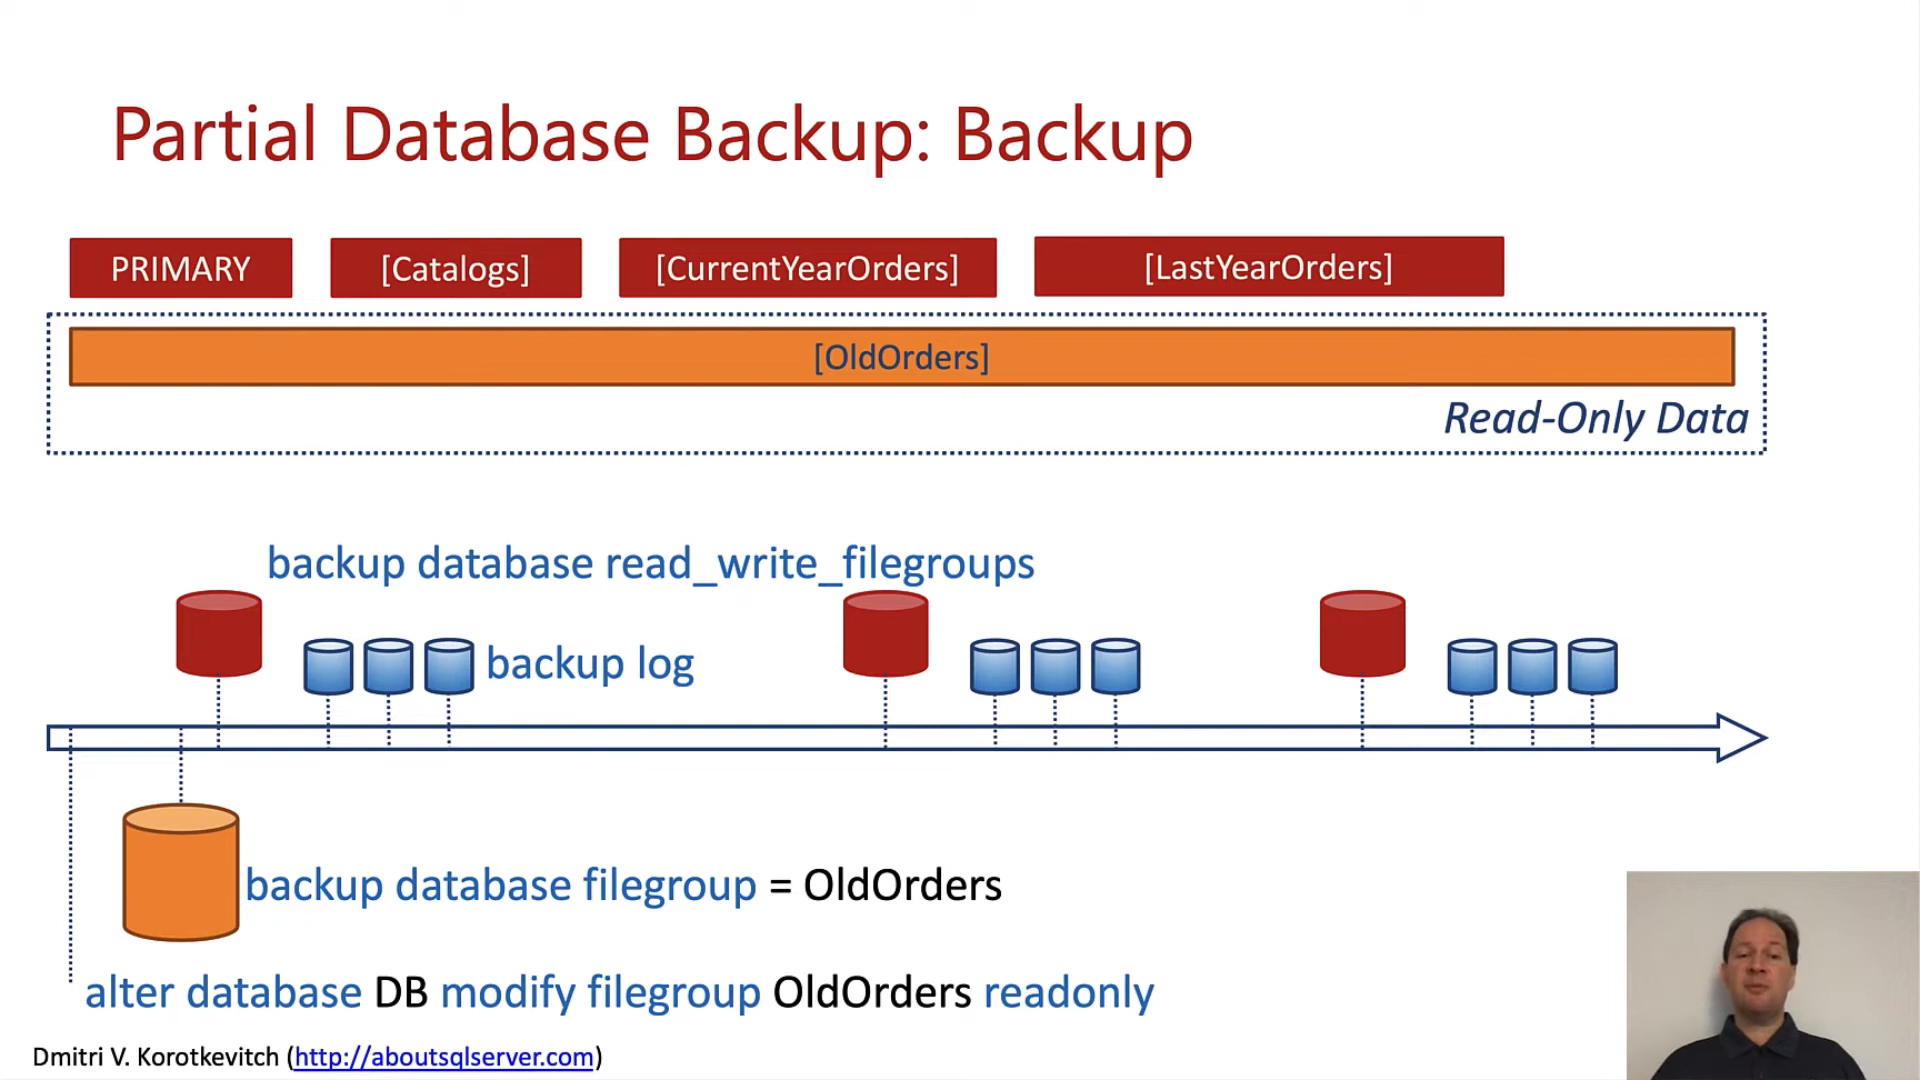 Partial Database Backup: Backup
PRIMARY
[Catalogs]
[CurrentYearOrders]
[LastYearOrders]
[OldOrders]
Read-Only Data
backup database read_write_filegroups
backup log
backup database filegroup = OldOrders
alter database DB modify filegroup OldOrders readonly
Dmitri V. Korotkevitch (http://aboutsqlserver.com)